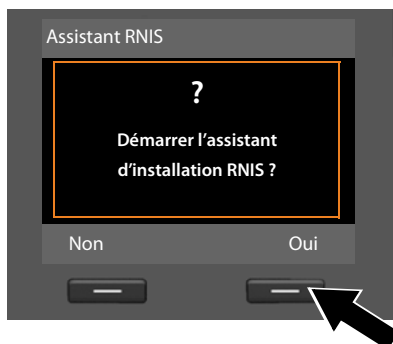 Assistant RNIS
?
Démarrer l'assistant
d'installation RNIS ?
Non Oui